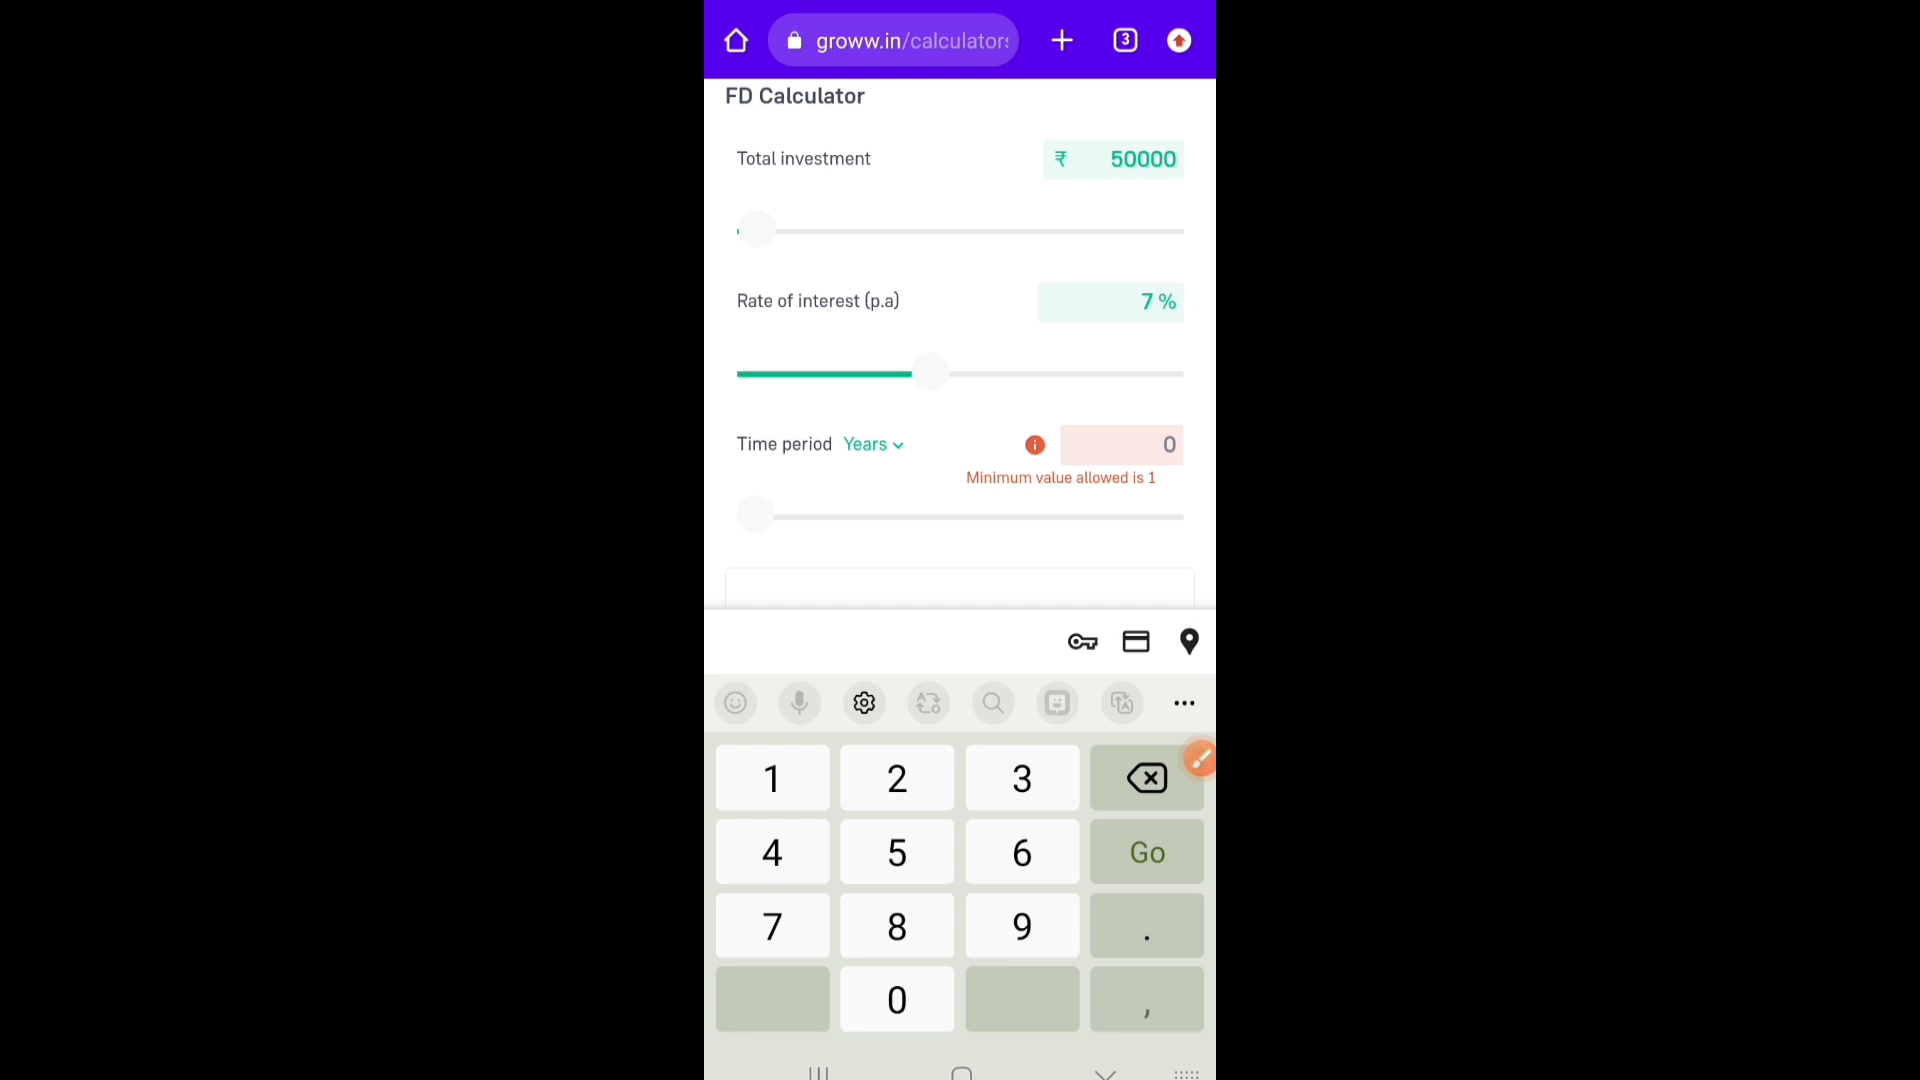 groww.in/calculators
3
FD Calculator
Total investment ₹ 50000
Rate of interest (p.a) 7 %
Time period Years 0
Minimum value allowed is 1
1 2 3
4 5 6 Go
7 8 9 .
0 ,